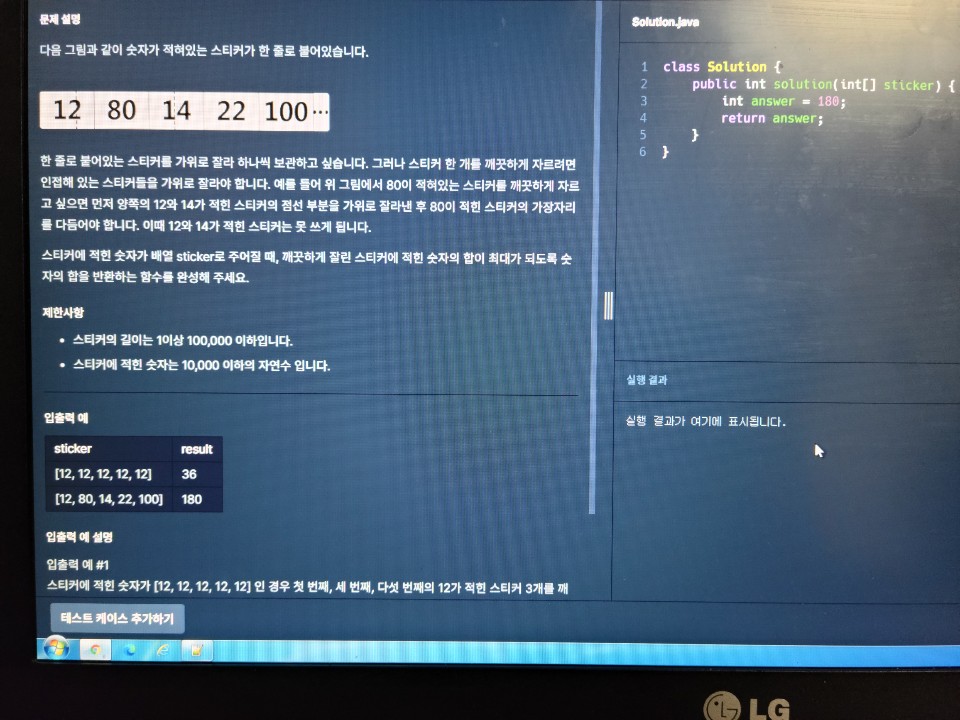 문제 설명
다음 그림과 같이 숫자가 적혀있는 스티커가 한 줄로 붙어있습니다.
12 80 14 22 100 ···
한 줄로 붙어있는 스티커를 가위로 잘라 하나씩 보관하고 싶습니다. 그러나 스티커 한 개를 깨끗하게 자르려면
인접해 있는 스티커들을 가위로 잘라야 합니다. 예를 들어 위 그림에서 80이 적혀있는 스티커를 깨끗하게 자르
고 싶으면 먼저 양쪽의 12와 14가 적힌 스티커의 점선 부분을 가위로 잘라낸 후 80이 적힌 스티커의 가장자리
를 다듬어야 합니다. 이때 12와 14가 적힌 스티커는 못 쓰게 됩니다.
스티커에 적힌 숫자가 배열 sticker로 주어질 때, 깨끗하게 잘린 스티커에 적힌 숫자의 합이 최대가 되도록 숫
자의 합을 반환하는 함수를 완성해 주세요.
제한사항
• 스티커의 길이는 1이상 100,000 이하입니다.
• 스티커에 적힌 숫자는 10,000 이하의 자연수 입니다.
입출력 예
sticker result
[12, 12, 12, 12, 12] 36
[12, 80, 14, 22, 100] 180
입출력 예 설명
입출력 예 #1
스티커에 적힌 숫자가 [12, 12, 12, 12, 12] 인 경우 첫 번째, 세 번째, 다섯 번째의 12가 적힌 스티커 3개를 깨
테스트 케이스 추가하기
Solution.java
1 class Solution {
2 public int solution(int[] sticker) {
3 int answer = 180;
4 return answer;
5 }
6 }
실행 결과
실행 결과가 여기에 표시됩니다.
LG